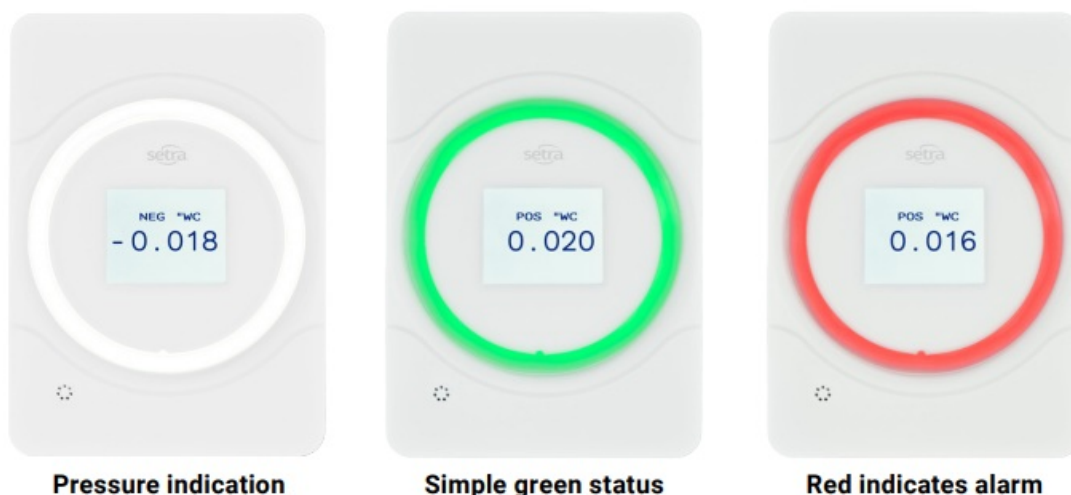 setra
NEG "WC
-0.018
Pressure indication
setra
POS "WC
0.020
Simple green status
setra
POS "WC
0.016
Red indicates alarm